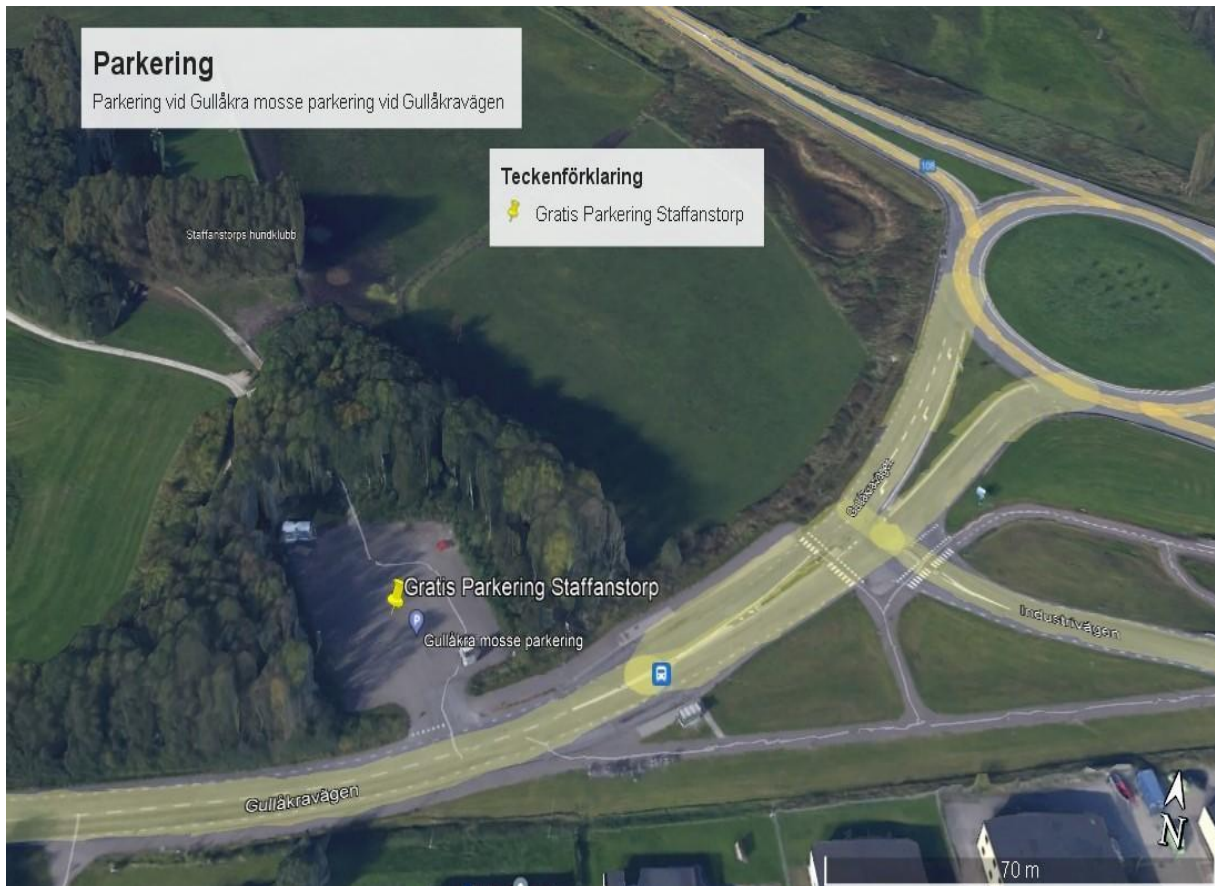 Parkering
Parkering vid Gullåkra mosse parkering vid Gullåkravägen
Teckenförklaring
Gratis Parkering Staffanstorp
108
Staffanstorps hundklubb
Gullåkravägen
Gratis Parkering Staffanstorp
P
Gullåkra mosse parkering
Industrivägen
Gullåkravägen
N
70 m